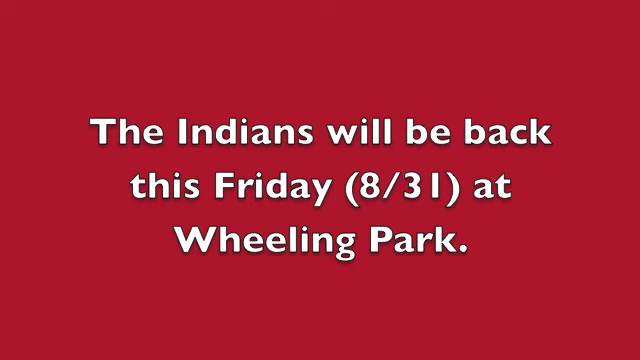 The Indians will be back
this Friday (8/31) at
Wheeling Park.